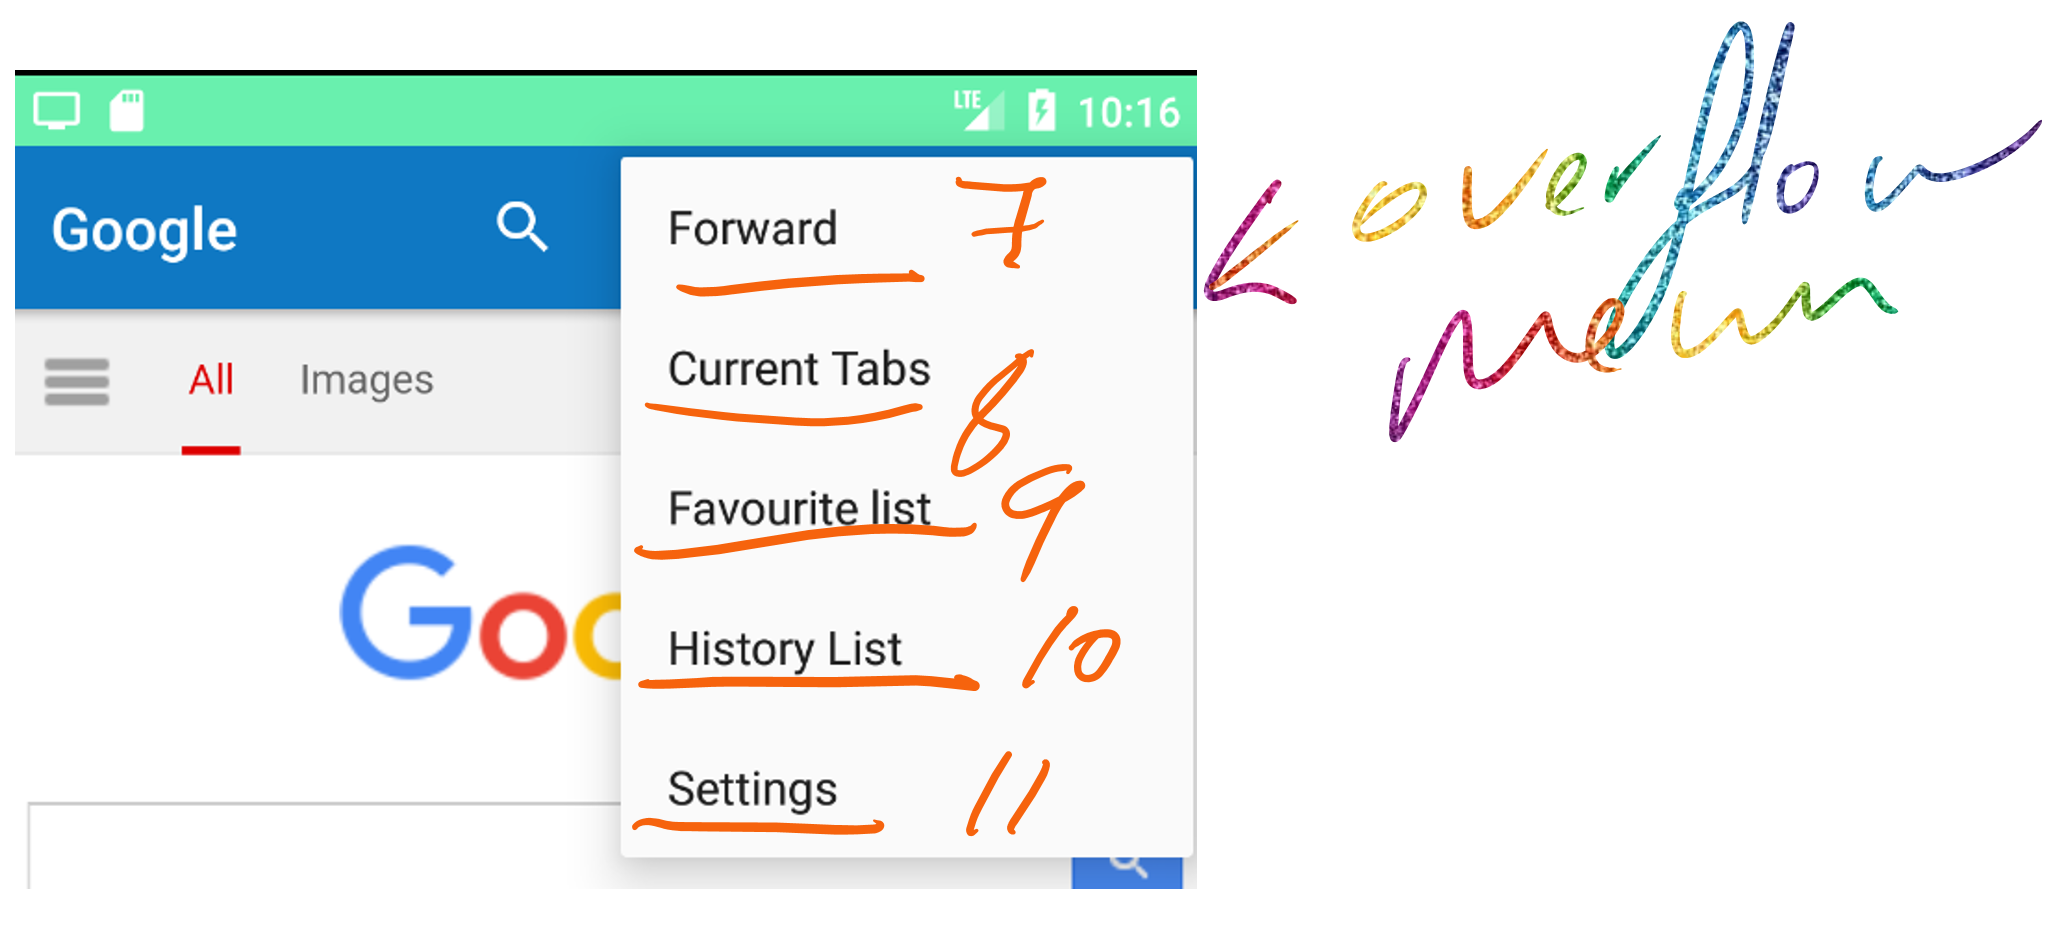 LTE 10:16
Google
Forward 7
overflow
menu
All Images
Current Tabs 8
Favourite list 9
Goo
History List 10
Settings 11